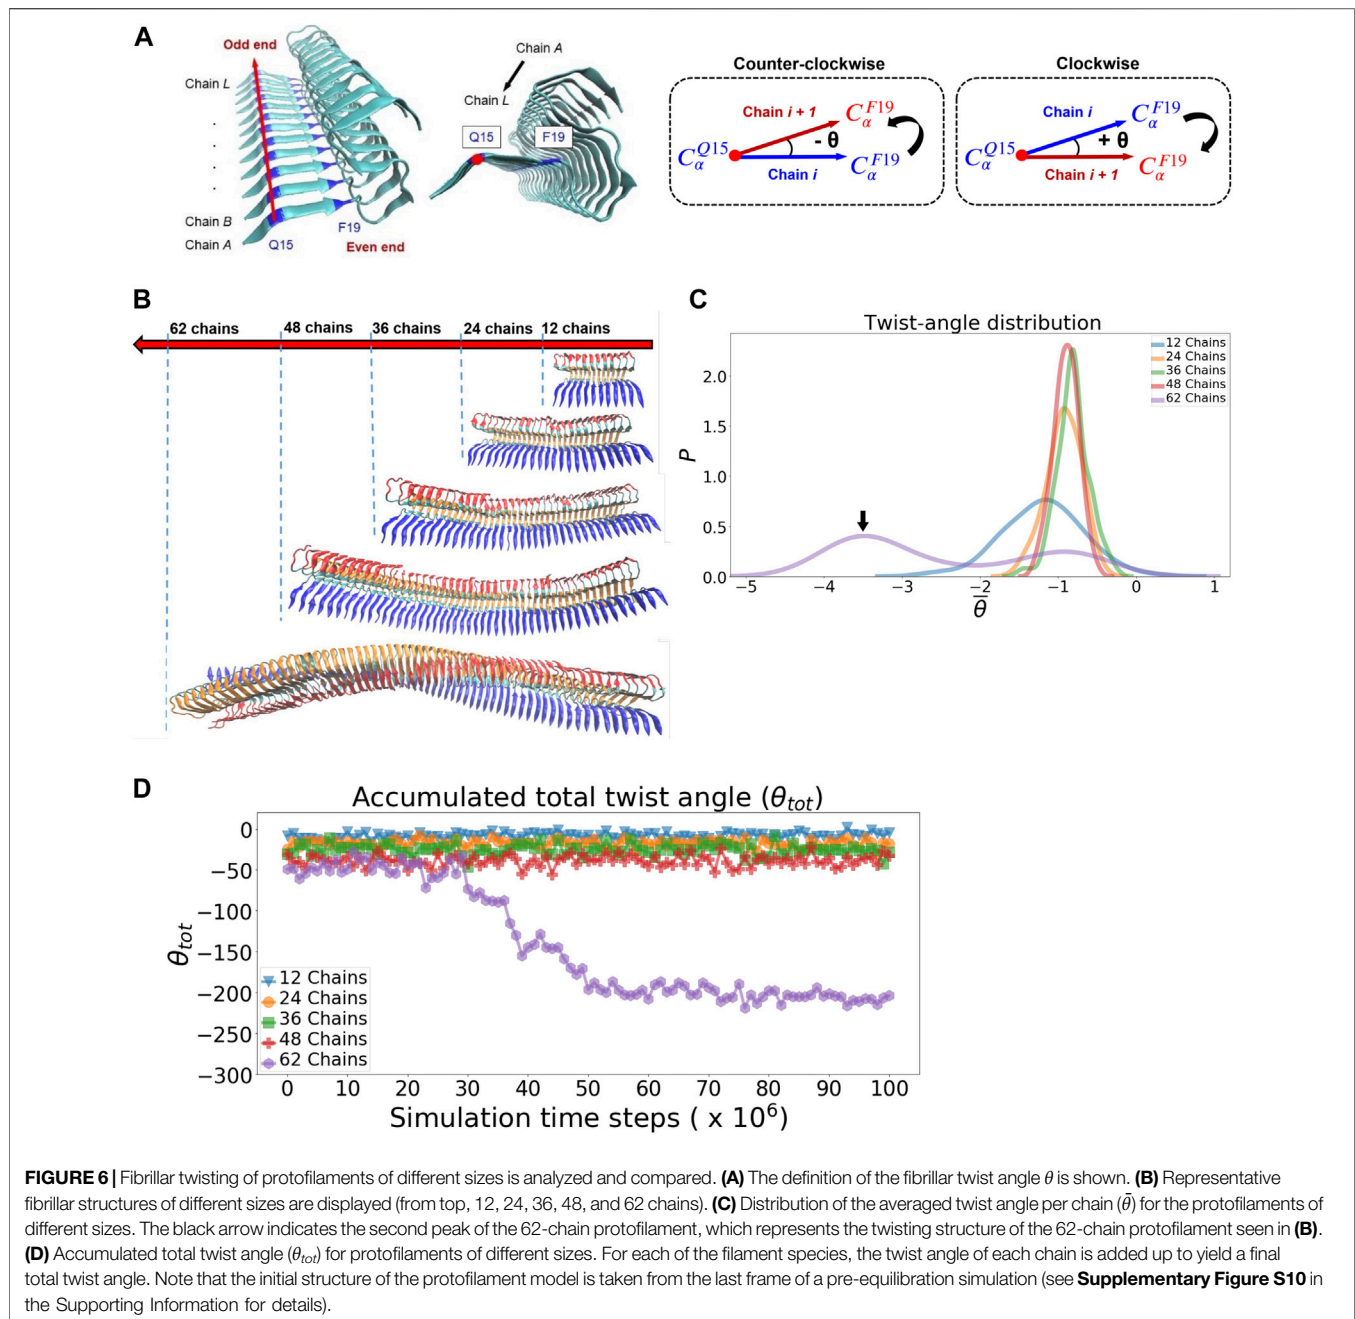 A
Odd end
Chain L
.
.
.
.
Chain B
Chain A
Q15
F19
Even end
Chain A
Chain L
Q15
F19
Counter-clockwise
Chain i + 1
C_α^{F19}
C_α^{Q15}
- θ
Chain i
C_α^{F19}
Clockwise
Chain i
C_α^{F19}
C_α^{Q15}
+ θ
Chain i + 1
C_α^{F19}
B
62 chains
48 chains
36 chains
24 chains
12 chains
C
Twist-angle distribution
12 Chains
24 Chains
36 Chains
48 Chains
62 Chains
P
2.0
1.5
1.0
0.5
0.0
−5 −4 −3 −2 −1 0 1
θ̄
D
Accumulated total twist angle (θ_{tot})
θ_{tot}
0
−50
−100
−150
−200
−250
−300
12 Chains
24 Chains
36 Chains
48 Chains
62 Chains
0 10 20 30 40 50 60 70 80 90 100
Simulation time steps ( x 10⁶)
FIGURE 6 | Fibrillar twisting of protofilaments of different sizes is analyzed and compared. (A) The definition of the fibrillar twist angle θ is shown. (B) Representative
fibrillar structures of different sizes are displayed (from top, 12, 24, 36, 48, and 62 chains). (C) Distribution of the averaged twist angle per chain (θ̄) for the protofilaments of
different sizes. The black arrow indicates the second peak of the 62-chain protofilament, which represents the twisting structure of the 62-chain protofilament seen in (B).
(D) Accumulated total twist angle (θ_{tot}) for protofilaments of different sizes. For each of the filament species, the twist angle of each chain is added up to yield a final
total twist angle. Note that the initial structure of the protofilament model is taken from the last frame of a pre-equilibration simulation (see Supplementary Figure S10 in
the Supporting Information for details).